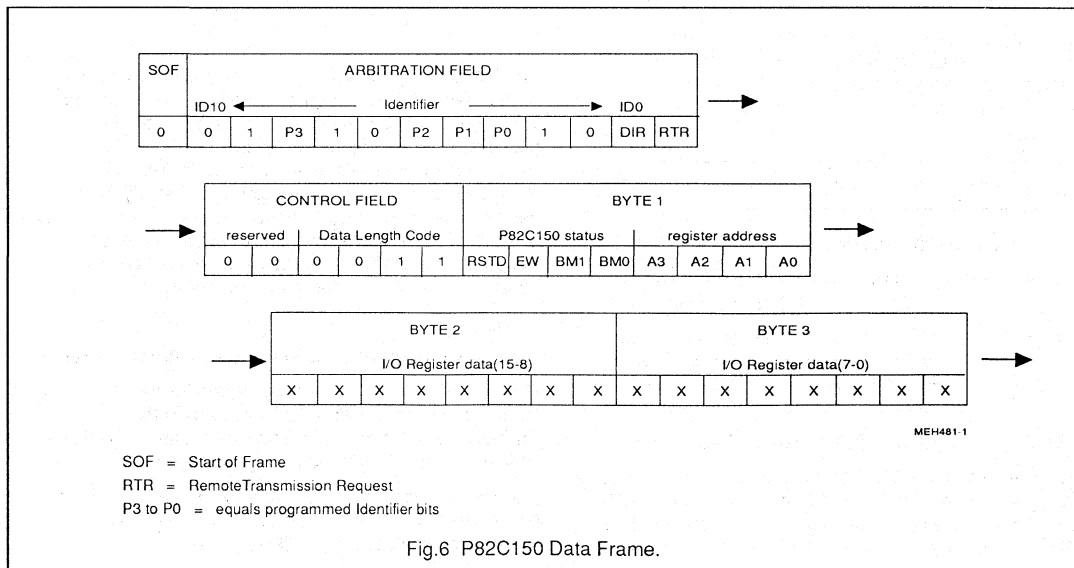 SOF ARBITRATION FIELD
ID10 Identifier ID0
0 0 1 P3 1 0 P2 P1 P0 1 0 DIR RTR
CONTROL FIELD BYTE 1
reserved Data Length Code P82C150 status register address
0 0 0 0 1 1 RSTD EW BM1 BM0 A3 A2 A1 A0
BYTE 2 BYTE 3
I/O Register data(15-8) I/O Register data(7-0)
X X X X X X X X X X X X X X X X
MEH481-1
SOF = Start of Frame
RTR = RemoteTransmission Request
P3 to P0 = equals programmed Identifier bits
Fig.6 P82C150 Data Frame.